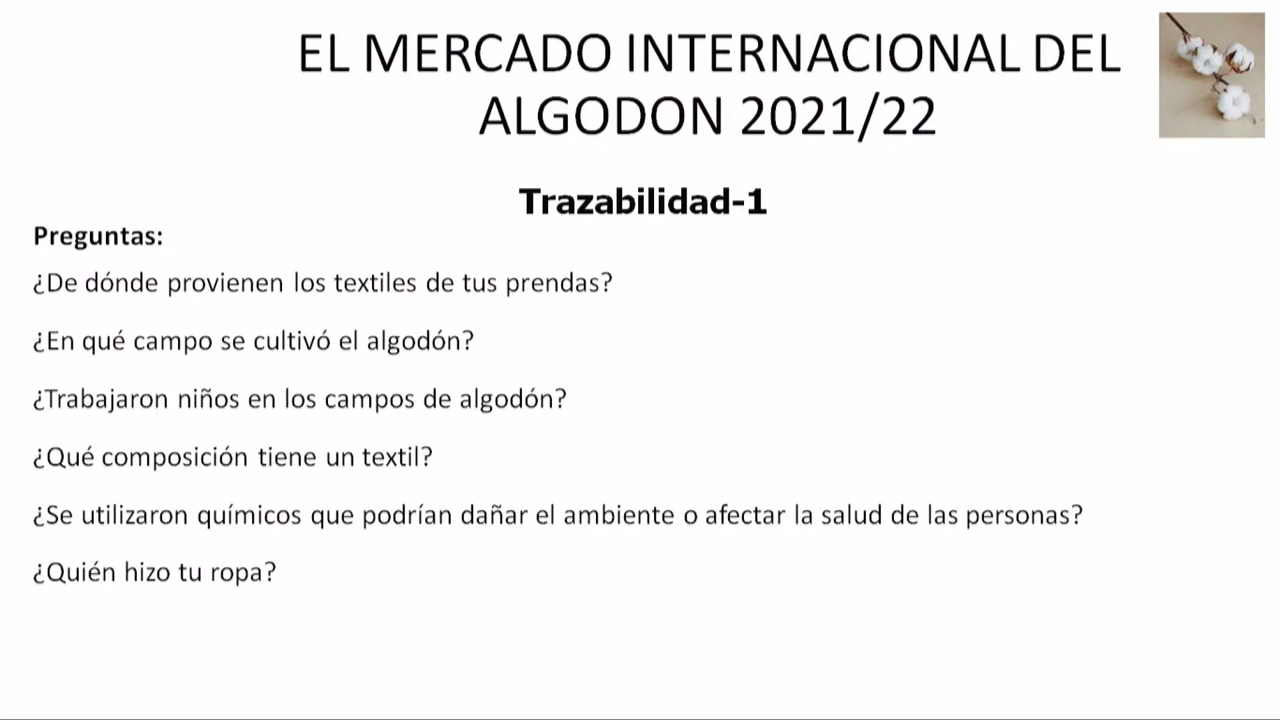 EL MERCADO INTERNACIONAL DEL
ALGODON 2021/22
Trazabilidad-1
Preguntas:
¿De dónde provienen los textiles de tus prendas?
¿En qué campo se cultivó el algodón?
¿Trabajaron niños en los campos de algodón?
¿Qué composición tiene un textil?
¿Se utilizaron químicos que podrían dañar el ambiente o afectar la salud de las personas?
¿Quién hizo tu ropa?